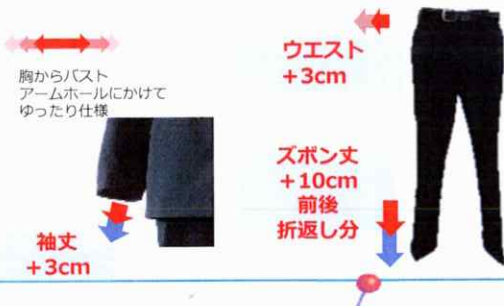 胸からバスト
アームホールにかけて
ゆったり仕様
袖丈
+3cm
ウエスト
+3cm
ズボン丈
+10cm
前後
折返し分